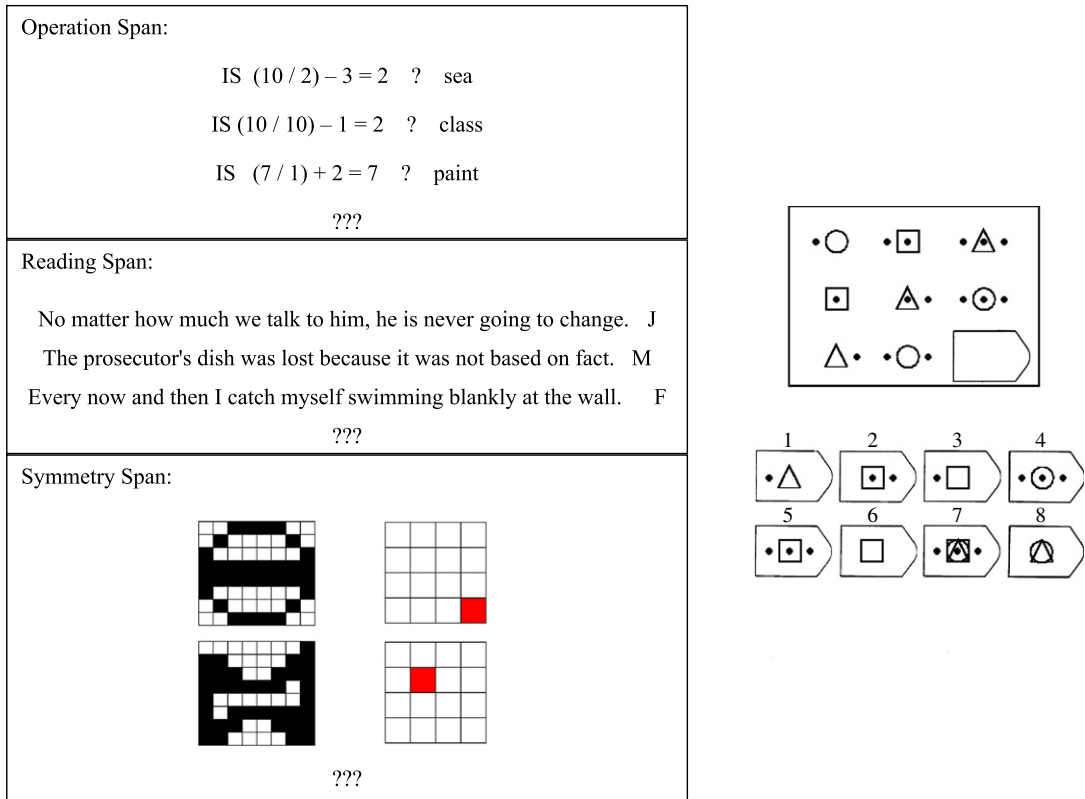 Operation Span:
IS (10 / 2) – 3 = 2 ? sea
IS (10 / 10) – 1 = 2 ? class
IS (7 / 1) + 2 = 7 ? paint
???
Reading Span:
No matter how much we talk to him, he is never going to change. J
The prosecutor's dish was lost because it was not based on fact. M
Every now and then I catch myself swimming blankly at the wall. F
???
Symmetry Span:
???
1 2 3 4
5 6 7 8